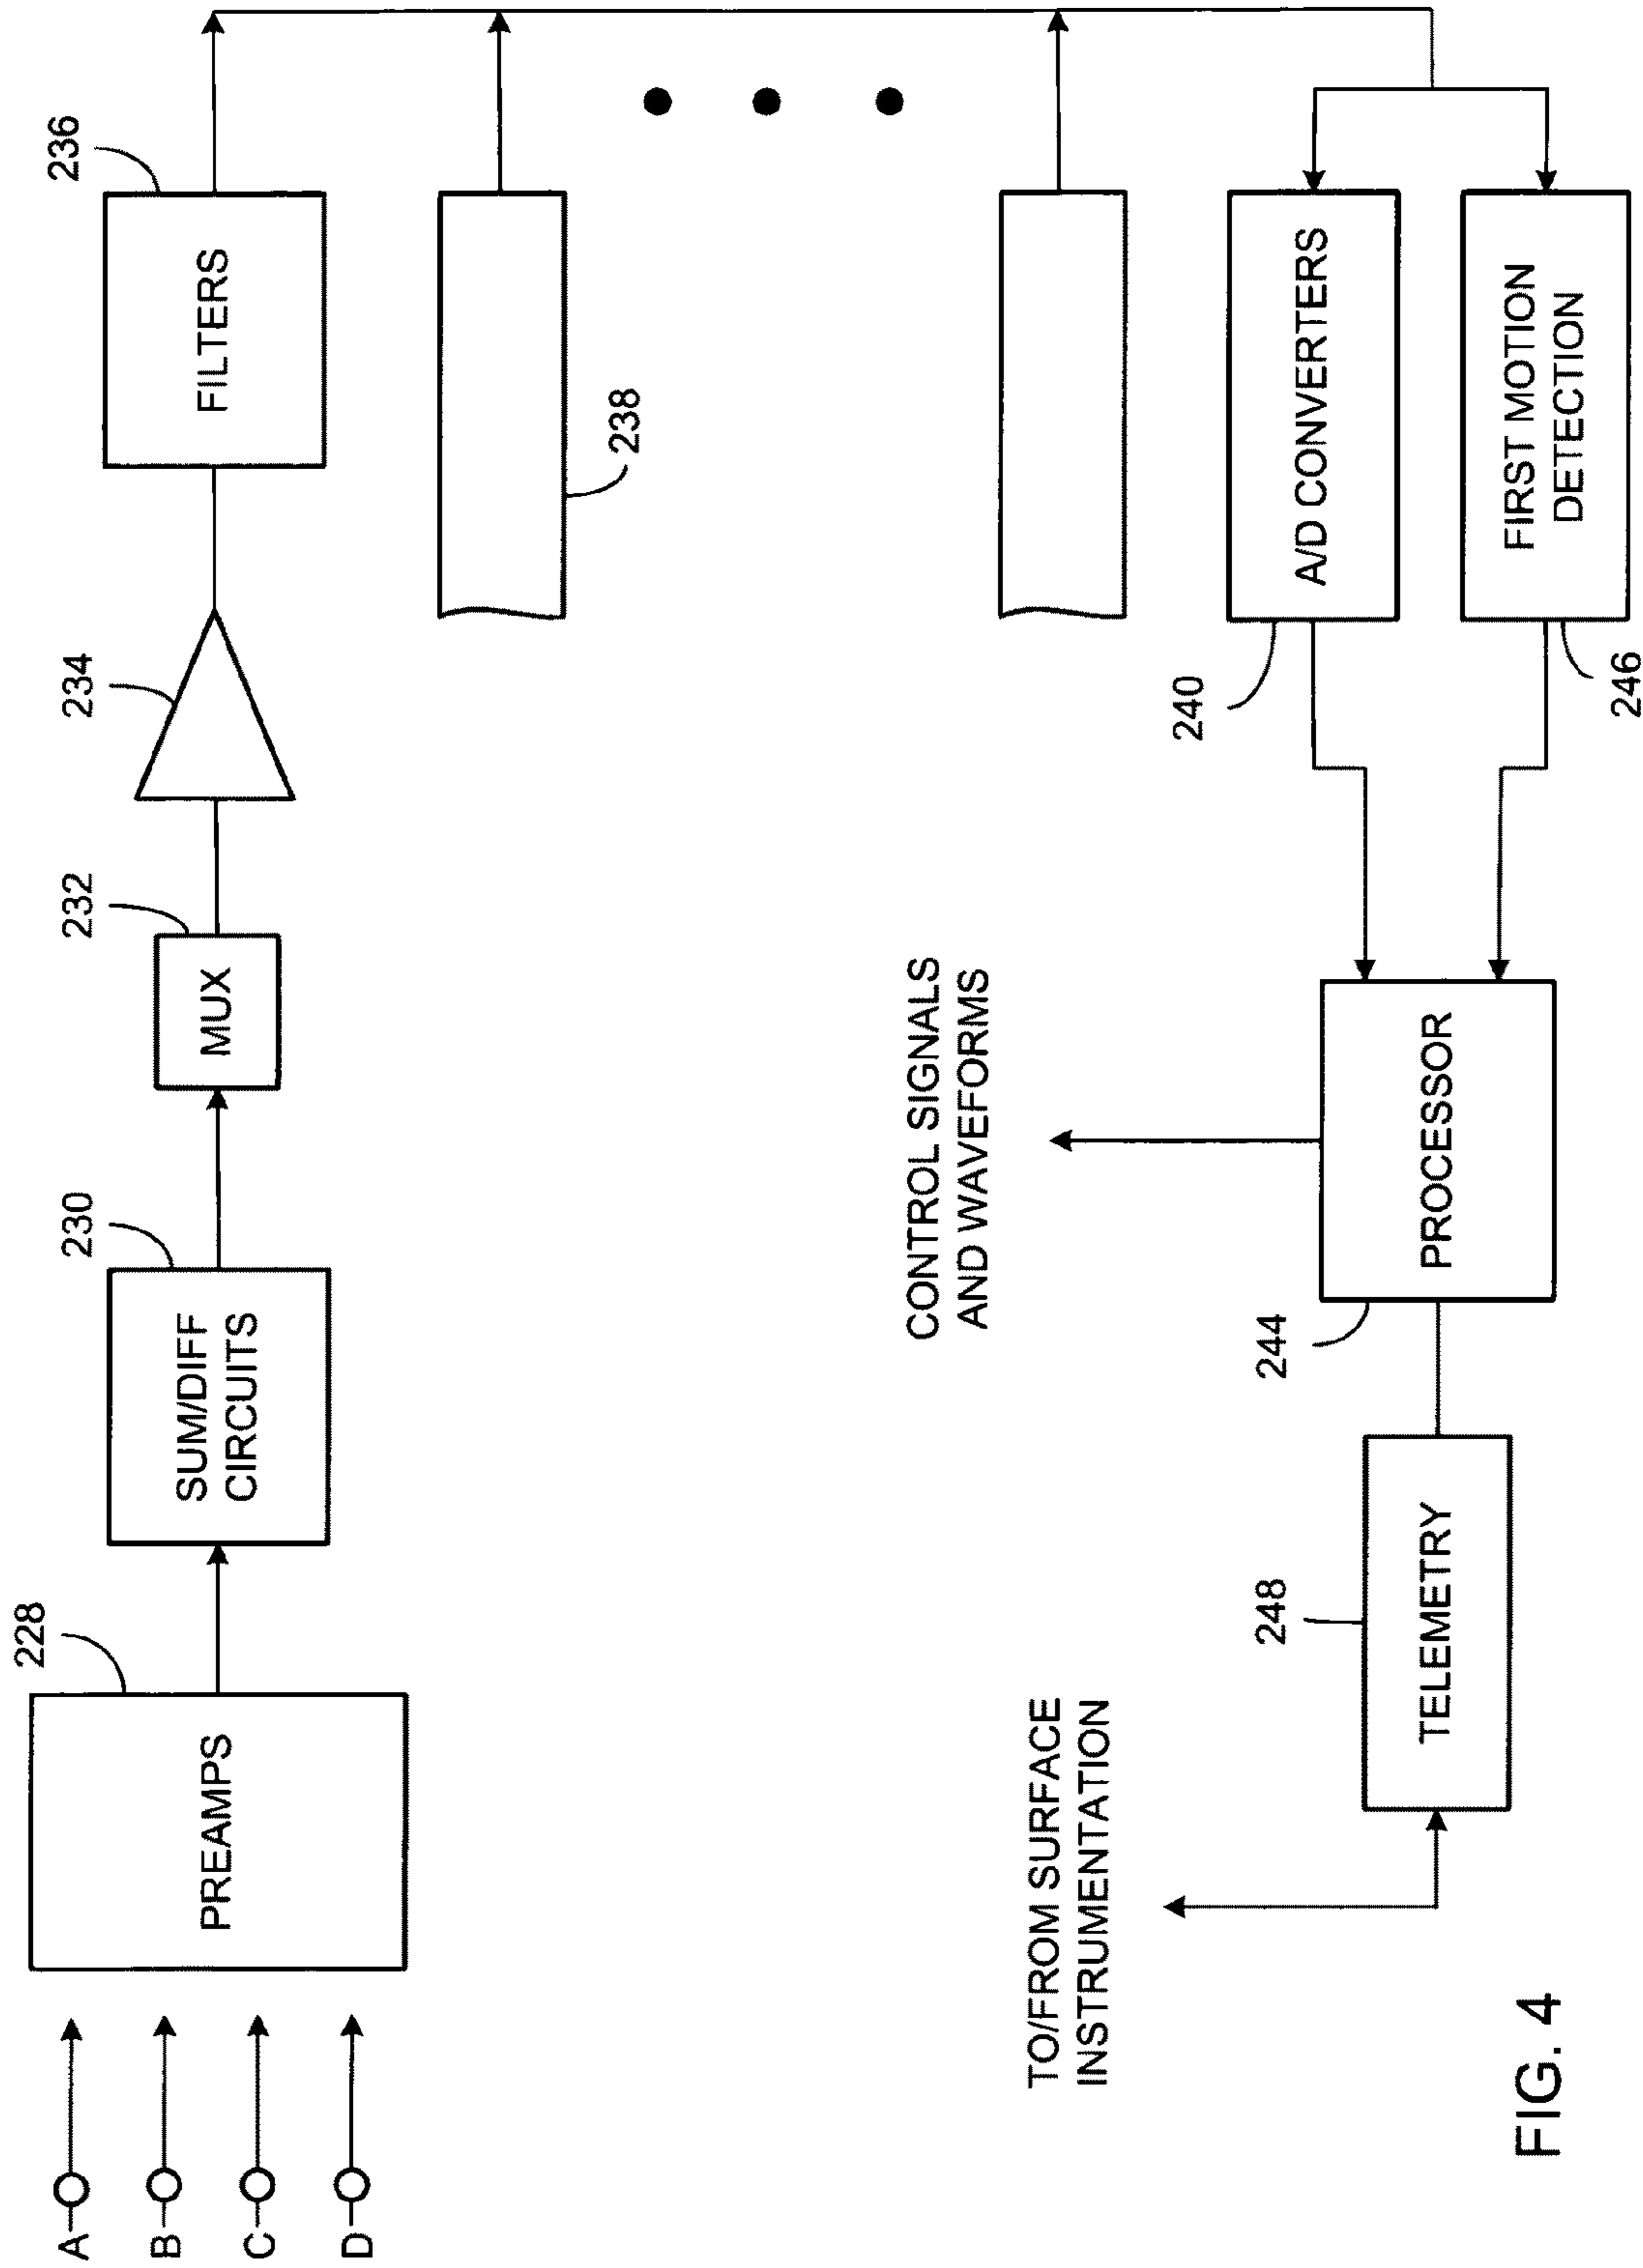 A
B
C
D
228
PREAMPS
230
SUM/DIFF
CIRCUITS
232
MUX
234
236
FILTERS
238
TO/FROM SURFACE
INSTRUMENTATION
CONTROL SIGNALS
AND WAVEFORMS
240
A/D CONVERTERS
248
TELEMETRY
244
PROCESSOR
246
FIRST MOTION
DETECTION
FIG. 4